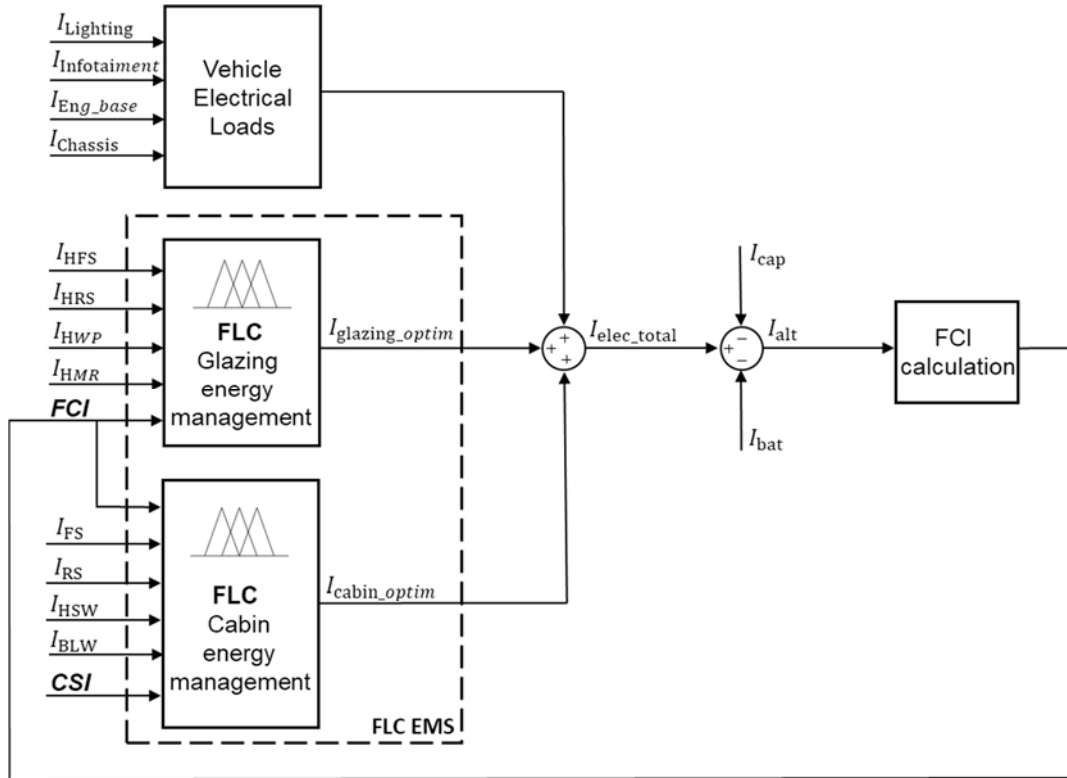 I_Lighting
I_Infotaiment
I_Eng_base
I_Chassis
Vehicle
Electrical
Loads
I_HFS
I_HRS
I_HWP
I_HMR
FCI
FLC
Glazing
energy
management
I_glazing_optim
I_FS
I_RS
I_HSW
I_BLW
CSI
FLC
Cabin
energy
management
I_cabin_optim
FLC EMS
+
+
+
I_elec_total
I_cap
+
−
−
I_bat
I_alt
FCI
calculation